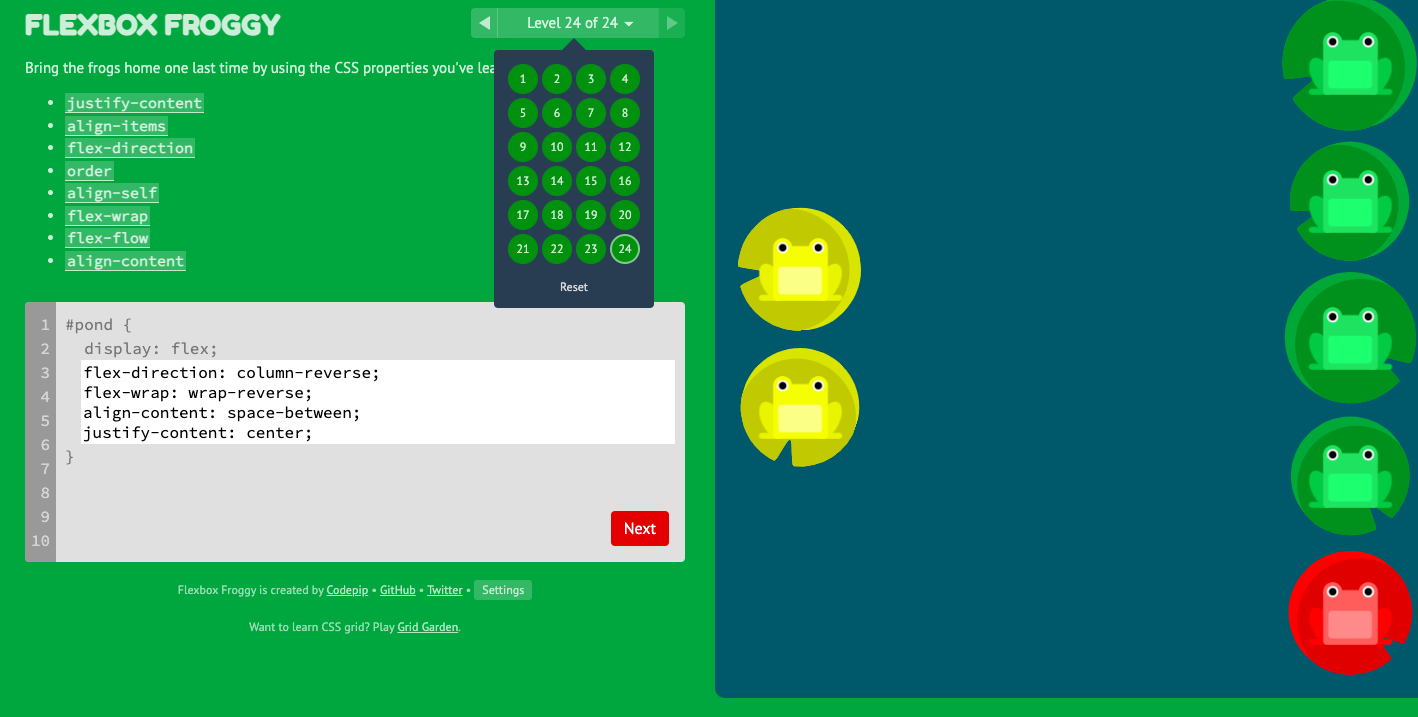 FLEXBOX FROGGY
Level 24 of 24
Bring the frogs home one last time by using the CSS properties you've lea
justify-content
align-items
flex-direction
order
align-self
flex-wrap
flex-flow
align-content
1 2 3 4
5 6 7 8
9 10 11 12
13 14 15 16
17 18 19 20
21 22 23 24
Reset
1 #pond {
2 display: flex;
3 flex-direction: column-reverse;
4 flex-wrap: wrap-reverse;
5 align-content: space-between;
6 justify-content: center;
7 }
8
9
10
Next
Flexbox Froggy is created by Codepip • GitHub • Twitter • Settings
Want to learn CSS grid? Play Grid Garden.